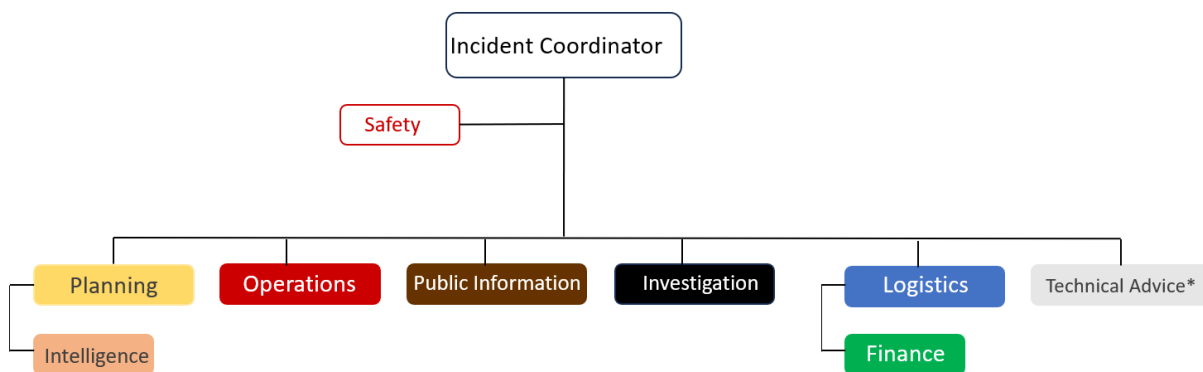 Incident Coordinator
Safety
Planning
Operations
Public Information
Investigation
Logistics
Technical Advice*
Intelligence
Finance